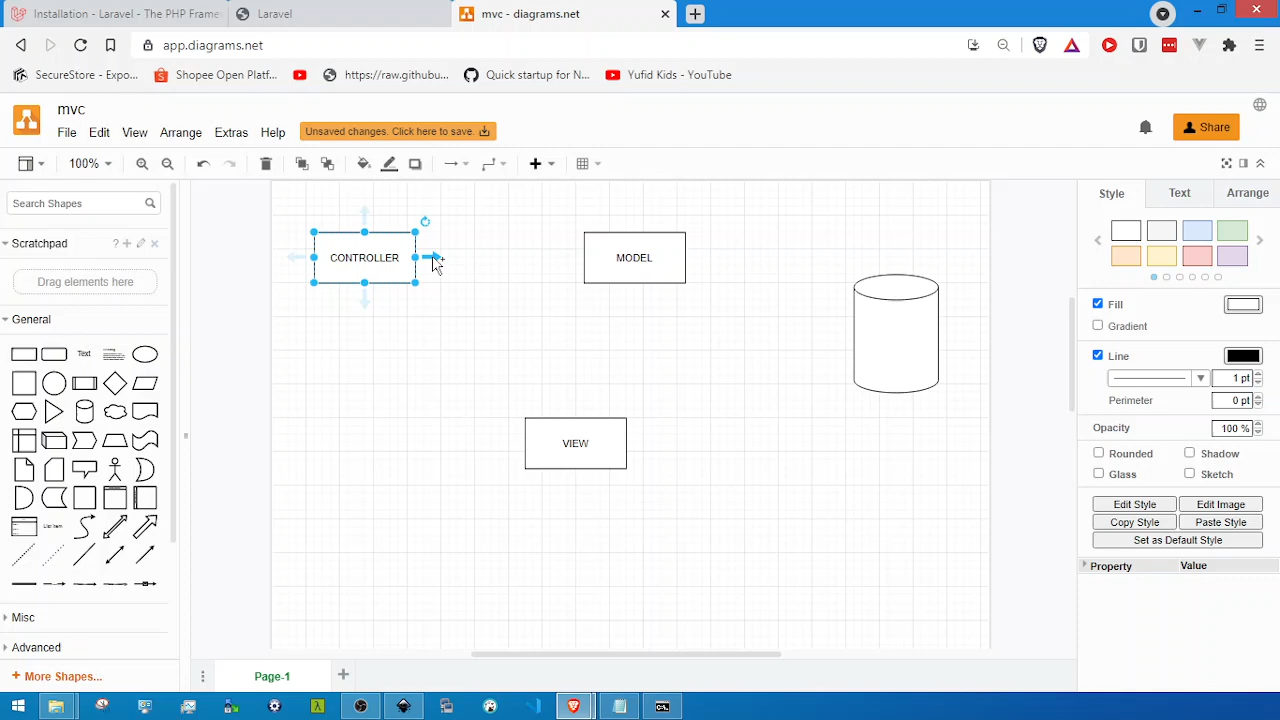 Installation - Laravel - The PHP Frame
Laravel
mvc - diagrams.net
app.diagrams.net
SecureStore - Expo...
Shopee Open Platf...
https://raw.githubu...
Quick startup for N...
Yufid Kids - YouTube
mvc
File Edit View Arrange Extras Help
Unsaved changes. Click here to save.
Share
100%
Search Shapes
Scratchpad
Drag elements here
General
Text
List Item
Misc
Advanced
+ More Shapes...
CONTROLLER
MODEL
VIEW
Page-1
Style Text Arrange
Fill
Gradient
Line
1 pt
Perimeter 0 pt
Opacity 100 %
Rounded Shadow
Glass Sketch
Edit Style Edit Image
Copy Style Paste Style
Set as Default Style
Property Value